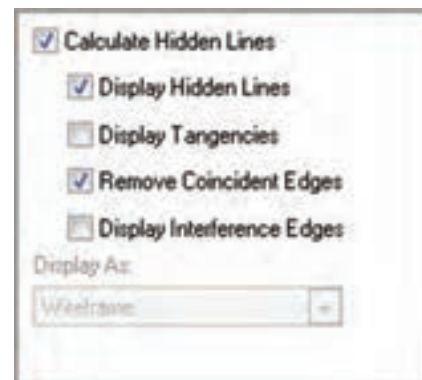 Calculate Hidden Lines
Display Hidden Lines
Display Tangencies
Remove Coincident Edges
Display Interference Edges
Display As:
Wireframe